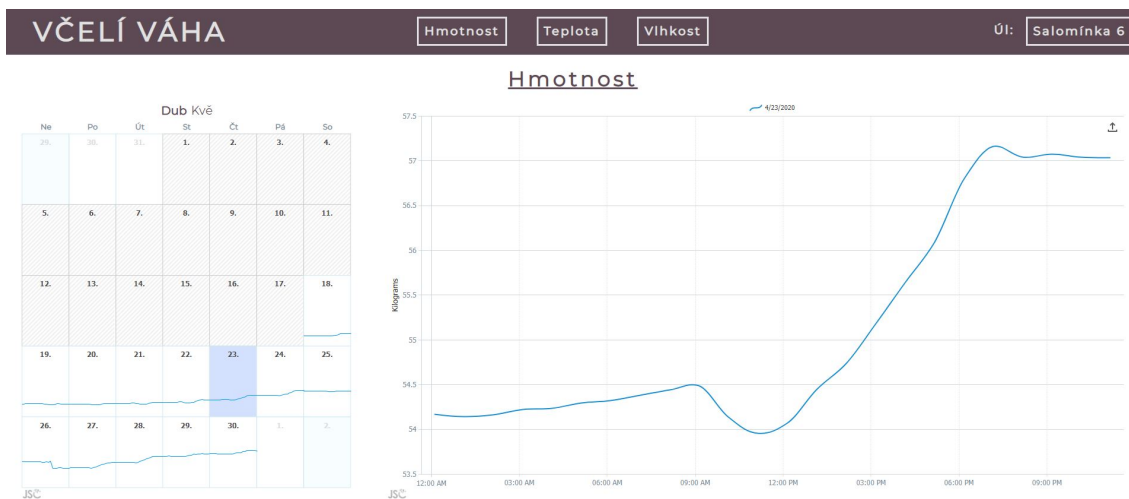 VČELÍ VÁHA
Hmotnost Teplota Vlhkost
Úl: Salomínka 6
Hmotnost
Dub Kvě
Ne Po Út St Čt Pá So
29. 30. 31. 1. 2. 3. 4.
5. 6. 7. 8. 9. 10. 11.
12. 13. 14. 15. 16. 17. 18.
19. 20. 21. 22. 23. 24. 25.
26. 27. 28. 29. 30. 1. 2.
JSC
4/23/2020
57.5
57
56.5
56
55.5
55
54.5
54
53.5
Kilograms
12:00 AM 03:00 AM 06:00 AM 09:00 AM 12:00 PM 03:00 PM 06:00 PM 09:00 PM
JSC